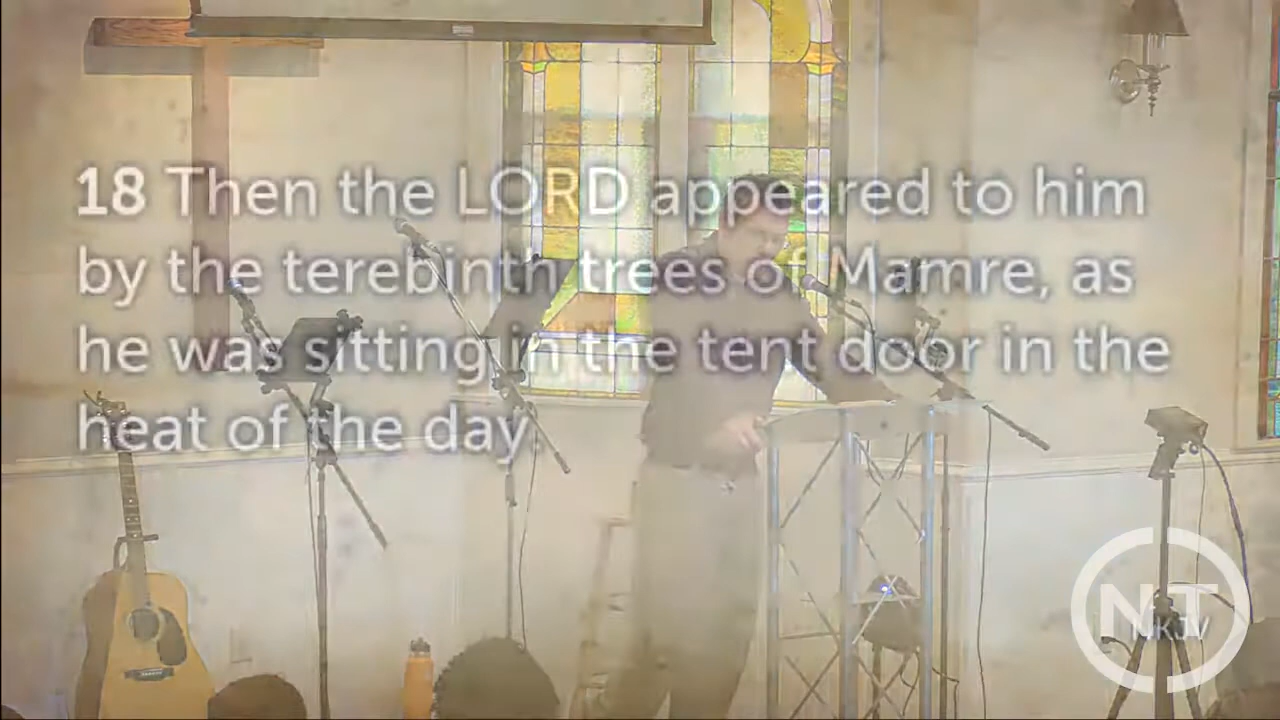 18 Then the LORD appeared to him
by the terebinth trees of Mamre, as
he was sitting in the tent door in the
heat of the day
NT
NKJV